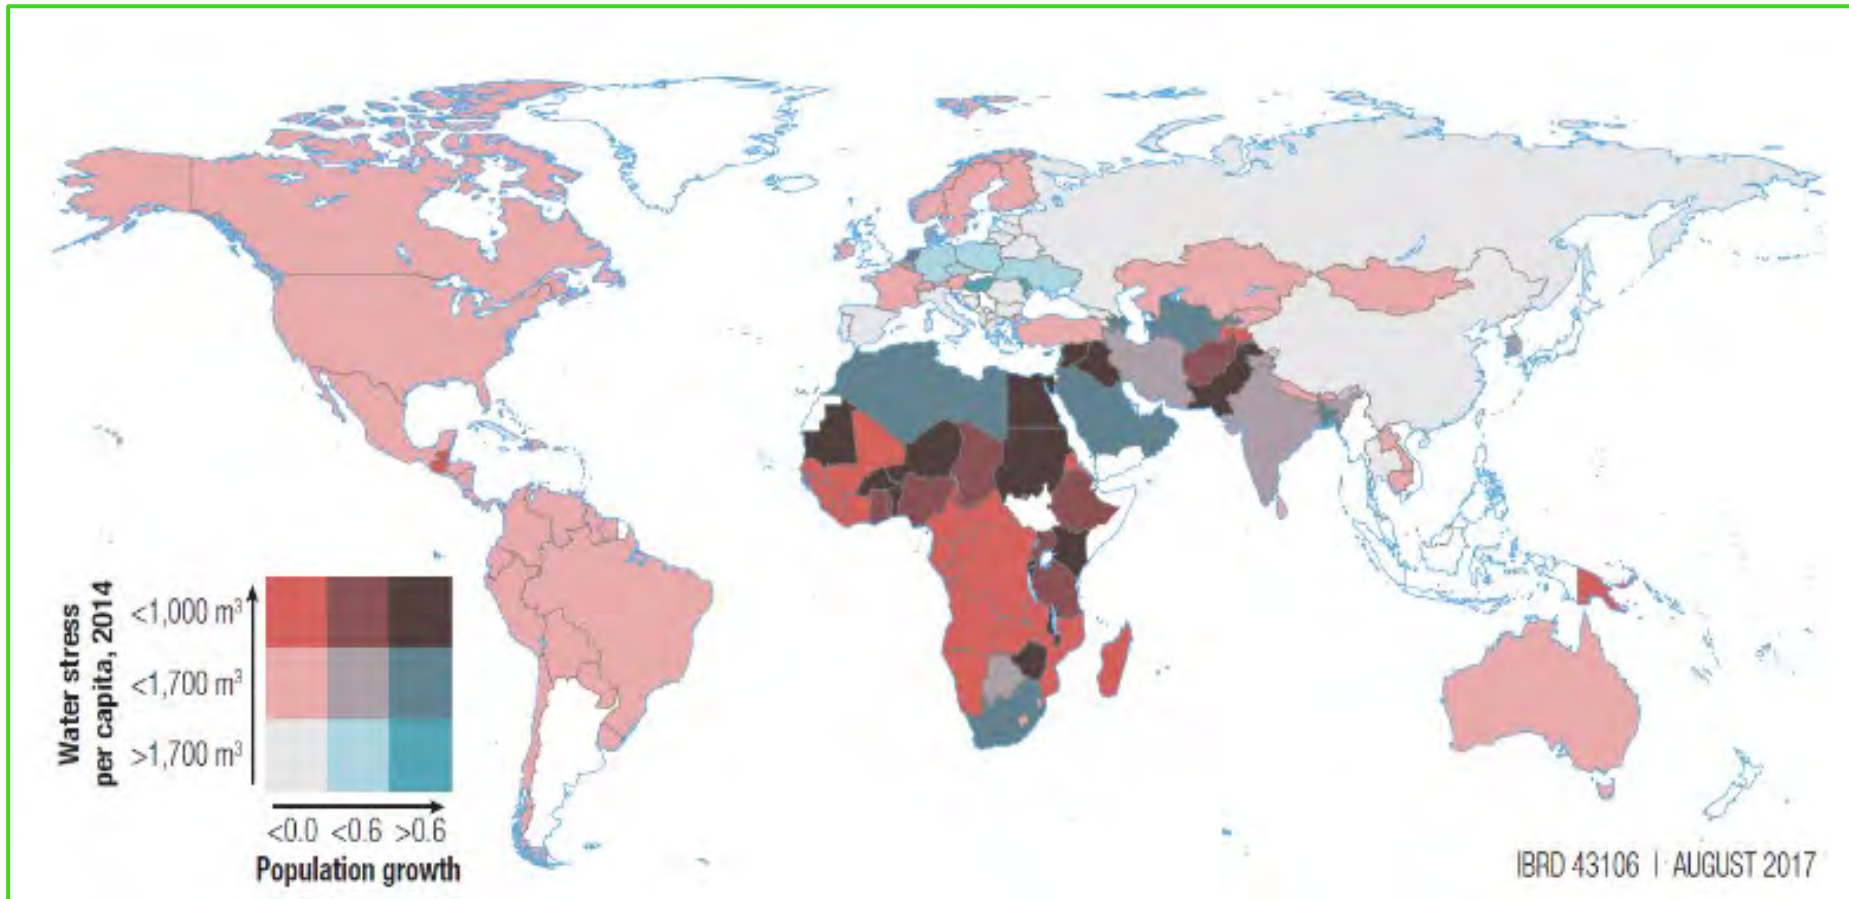 Water stress
per capita, 2014
<1,000 m³
<1,700 m³
>1,700 m³
<0.0 <0.6 >0.6
Population growth
IBRD 43106 | AUGUST 2017